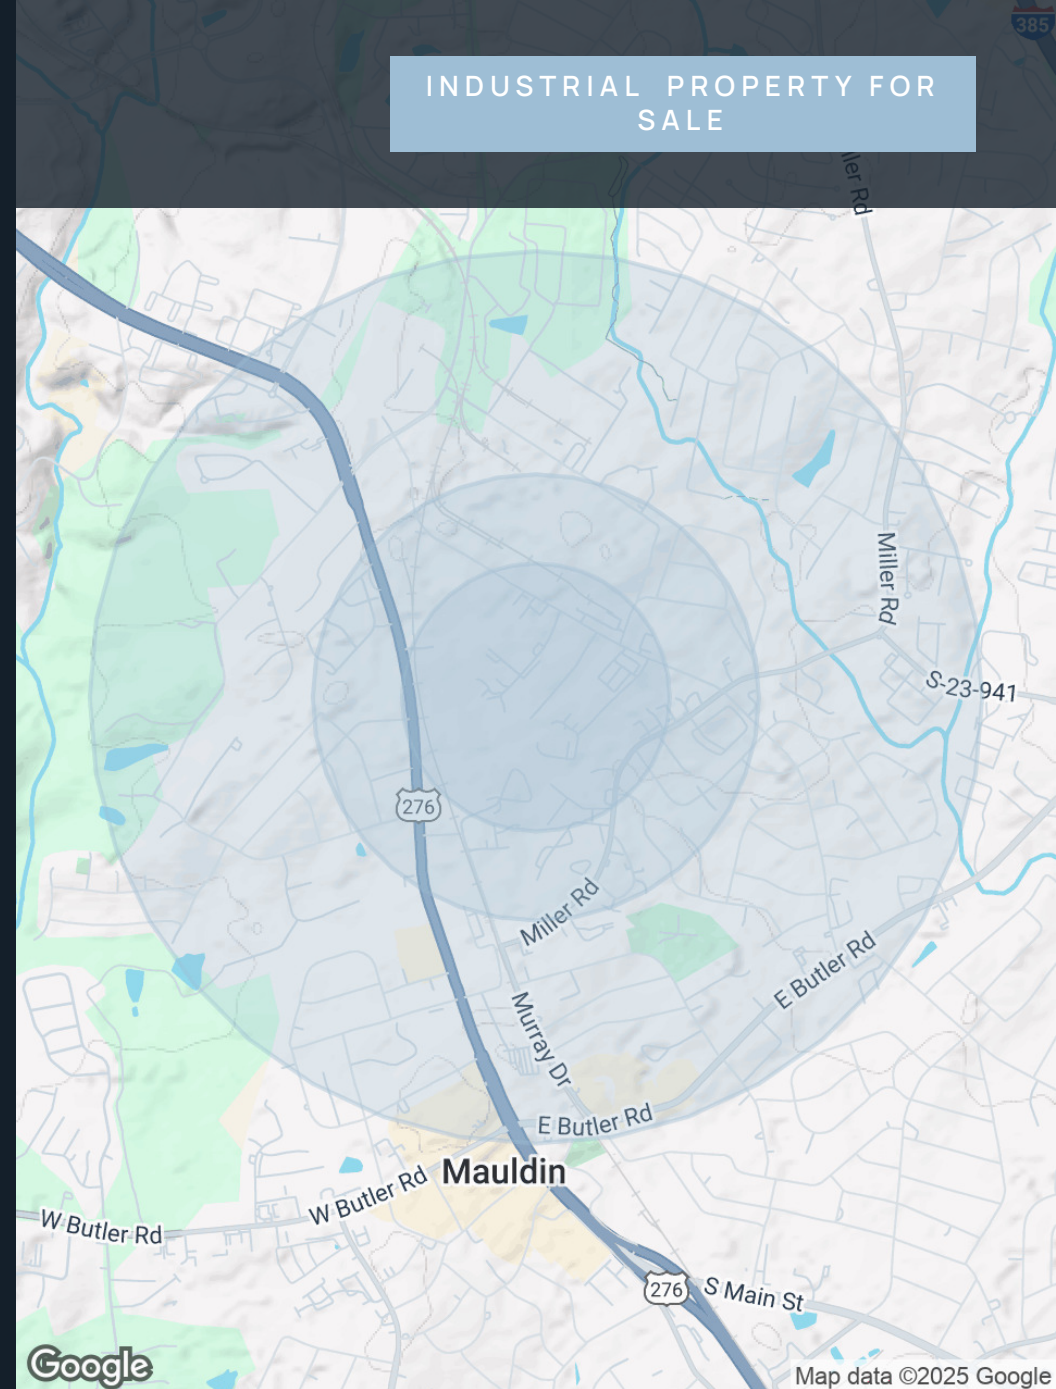 385
INDUSTRIAL PROPERTY FOR
SALE
ller Rd
Miller Rd
S-23-941
276
Miller Rd
E Butler Rd
Murray Dr
E Butler Rd
Mauldin
W Butler Rd
W Butler Rd
276
S Main St
Google
Map data ©2025 Google